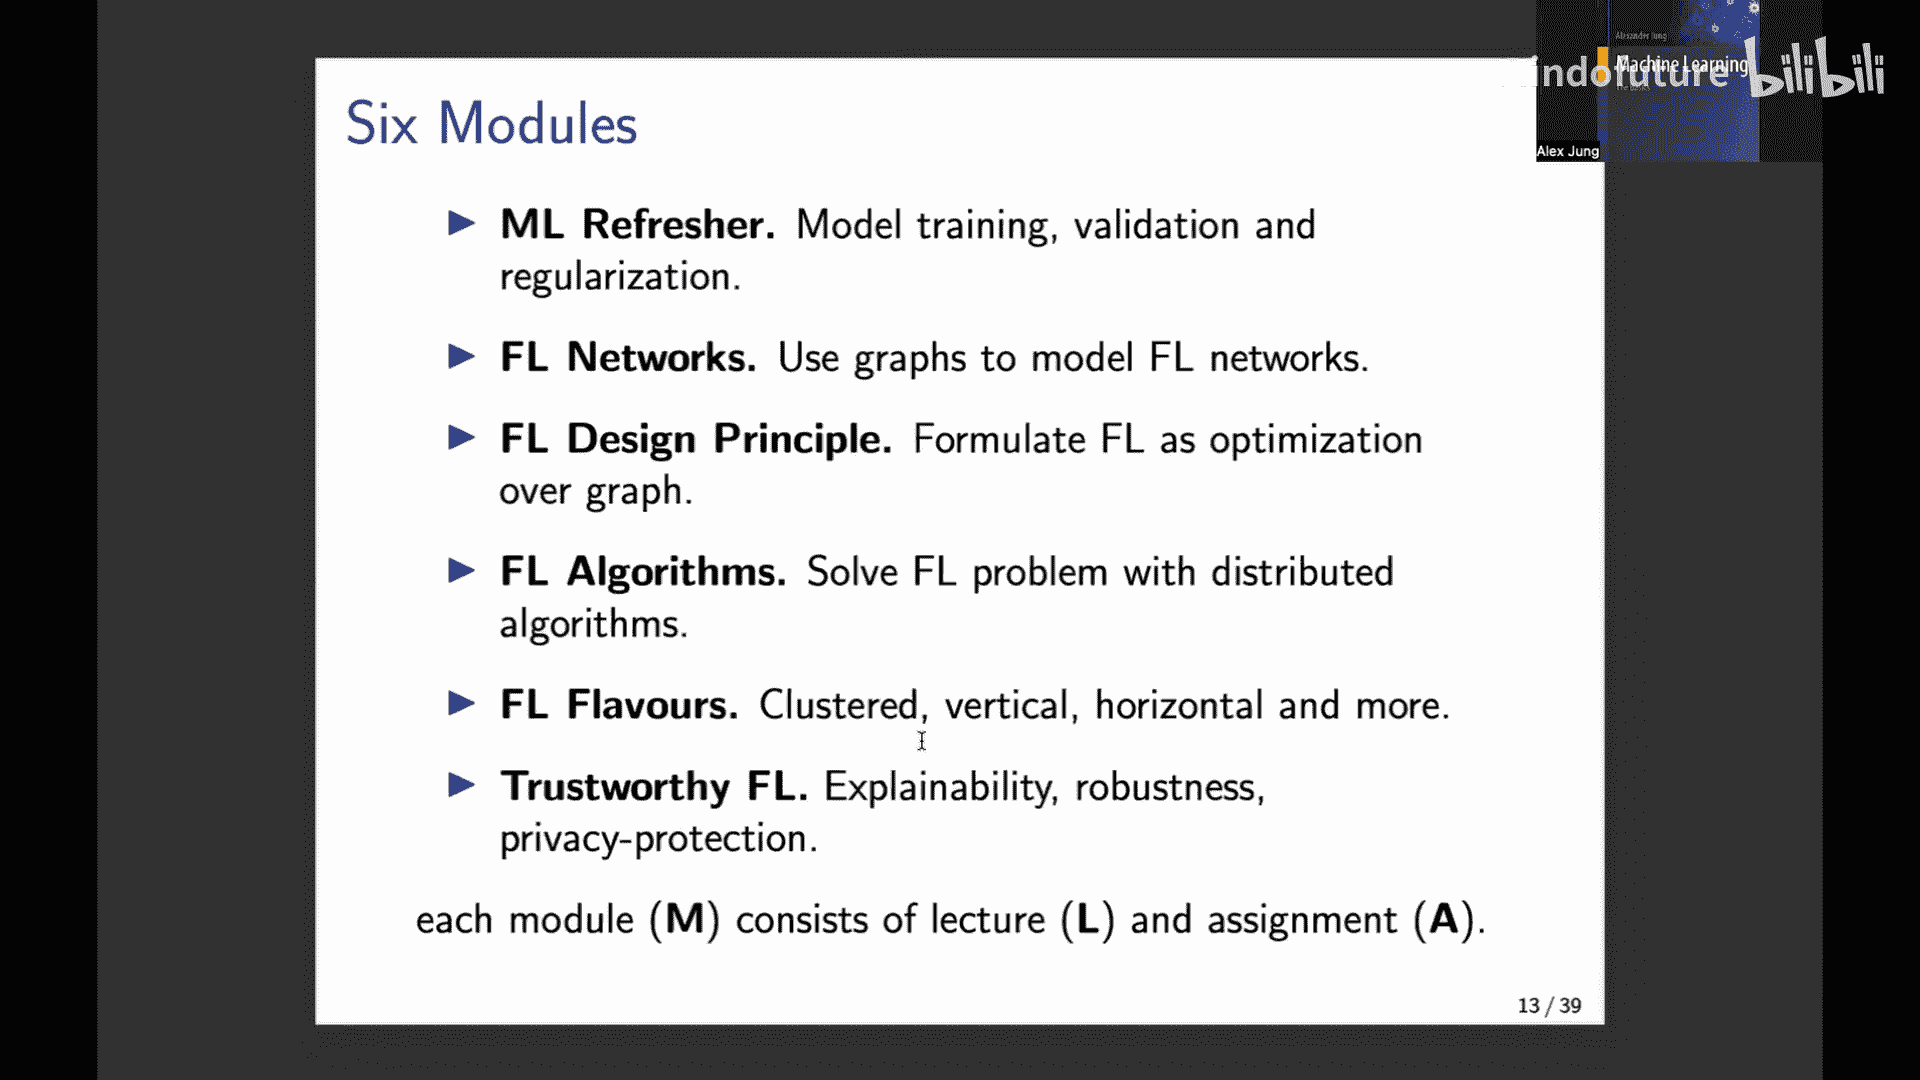 Six Modules
ML Refresher. Model training, validation and
regularization.
FL Networks. Use graphs to model FL networks.
FL Design Principle. Formulate FL as optimization
over graph.
FL Algorithms. Solve FL problem with distributed
algorithms.
FL Flavours. Clustered, vertical, horizontal and more.
Trustworthy FL. Explainability, robustness,
privacy-protection.
each module (M) consists of lecture (L) and assignment (A).
13 / 39
Alexander Jung
Machine Learning
indofuture bilibili
Alex Jung